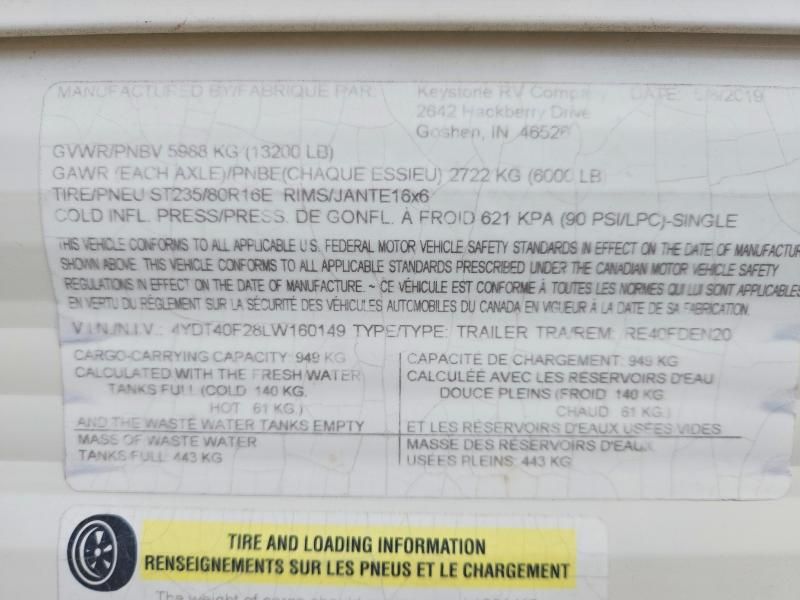 MANUFACTURED BY/FABRIQUE PAR: Keystone RV Company DATE: 5/8/2019
2642 Hackberry Drive
Goshen, IN 46526
GVWR/PNBV 5988 KG (13200 LB)
GAWR (EACH AXLE)/PNBE(CHAQUE ESSIEU) 2722 KG (6000 LB)
TIRE/PNEU ST235/80R16E RIMS/JANTE16x6
COLD INFL. PRESS/PRESS. DE GONFL. À FROID 621 KPA (90 PSI/LPC)-SINGLE
THIS VEHICLE CONFORMS TO ALL APPLICABLE U.S. FEDERAL MOTOR VEHICLE SAFETY STANDARDS IN EFFECT ON THE DATE OF MANUFACTUR
SHOWN ABOVE. THIS VEHICLE CONFORMS TO ALL APPLICABLE STANDARDS PRESCRIBED UNDER THE CANADIAN MOTOR VEHICLE SAFETY
REGULATIONS IN EFFECT ON THE DATE OF MANUFACTURE. ~ CE VÉHICULE EST CONFORME À TOUTES LES NORMES QUI LUI SONT APPLICABLES
EN VERTU DU RÉGLEMENT SUR LA SÉCURITÉ DES VÉHICULES AUTOMOBILES DU CANADA EN VIGUEUR À LA DATE DE SA FABRICATION.
V.I.N./N.I.V.: 4YDT40F28LW160149 TYPE/TYPE: TRAILER TRA/REM: RE40FDEN20
CARGO-CARRYING CAPACITY: 949 KG
CALCULATED WITH THE FRESH WATER
TANKS FULL (COLD 140 KG.
HOT 61 KG.)
AND THE WASTE WATER TANKS EMPTY
MASS OF WASTE WATER
TANKS FULL: 443 KG
CAPACITÉ DE CHARGEMENT: 949 KG
CALCULÉE AVEC LES RÉSERVOIRS D'EAU
DOUCE PLEINS (FROID 140 KG
CHAUD 61 KG.)
ET LES RÉSERVOIRS D'EAUX USÉES VIDES
MASSE DES RÉSERVOIRS D'EAUX
USÉES PLEINS: 443 KG
TIRE AND LOADING INFORMATION
RENSEIGNEMENTS SUR LES PNEUS ET LE CHARGEMENT
The weight of cargo should